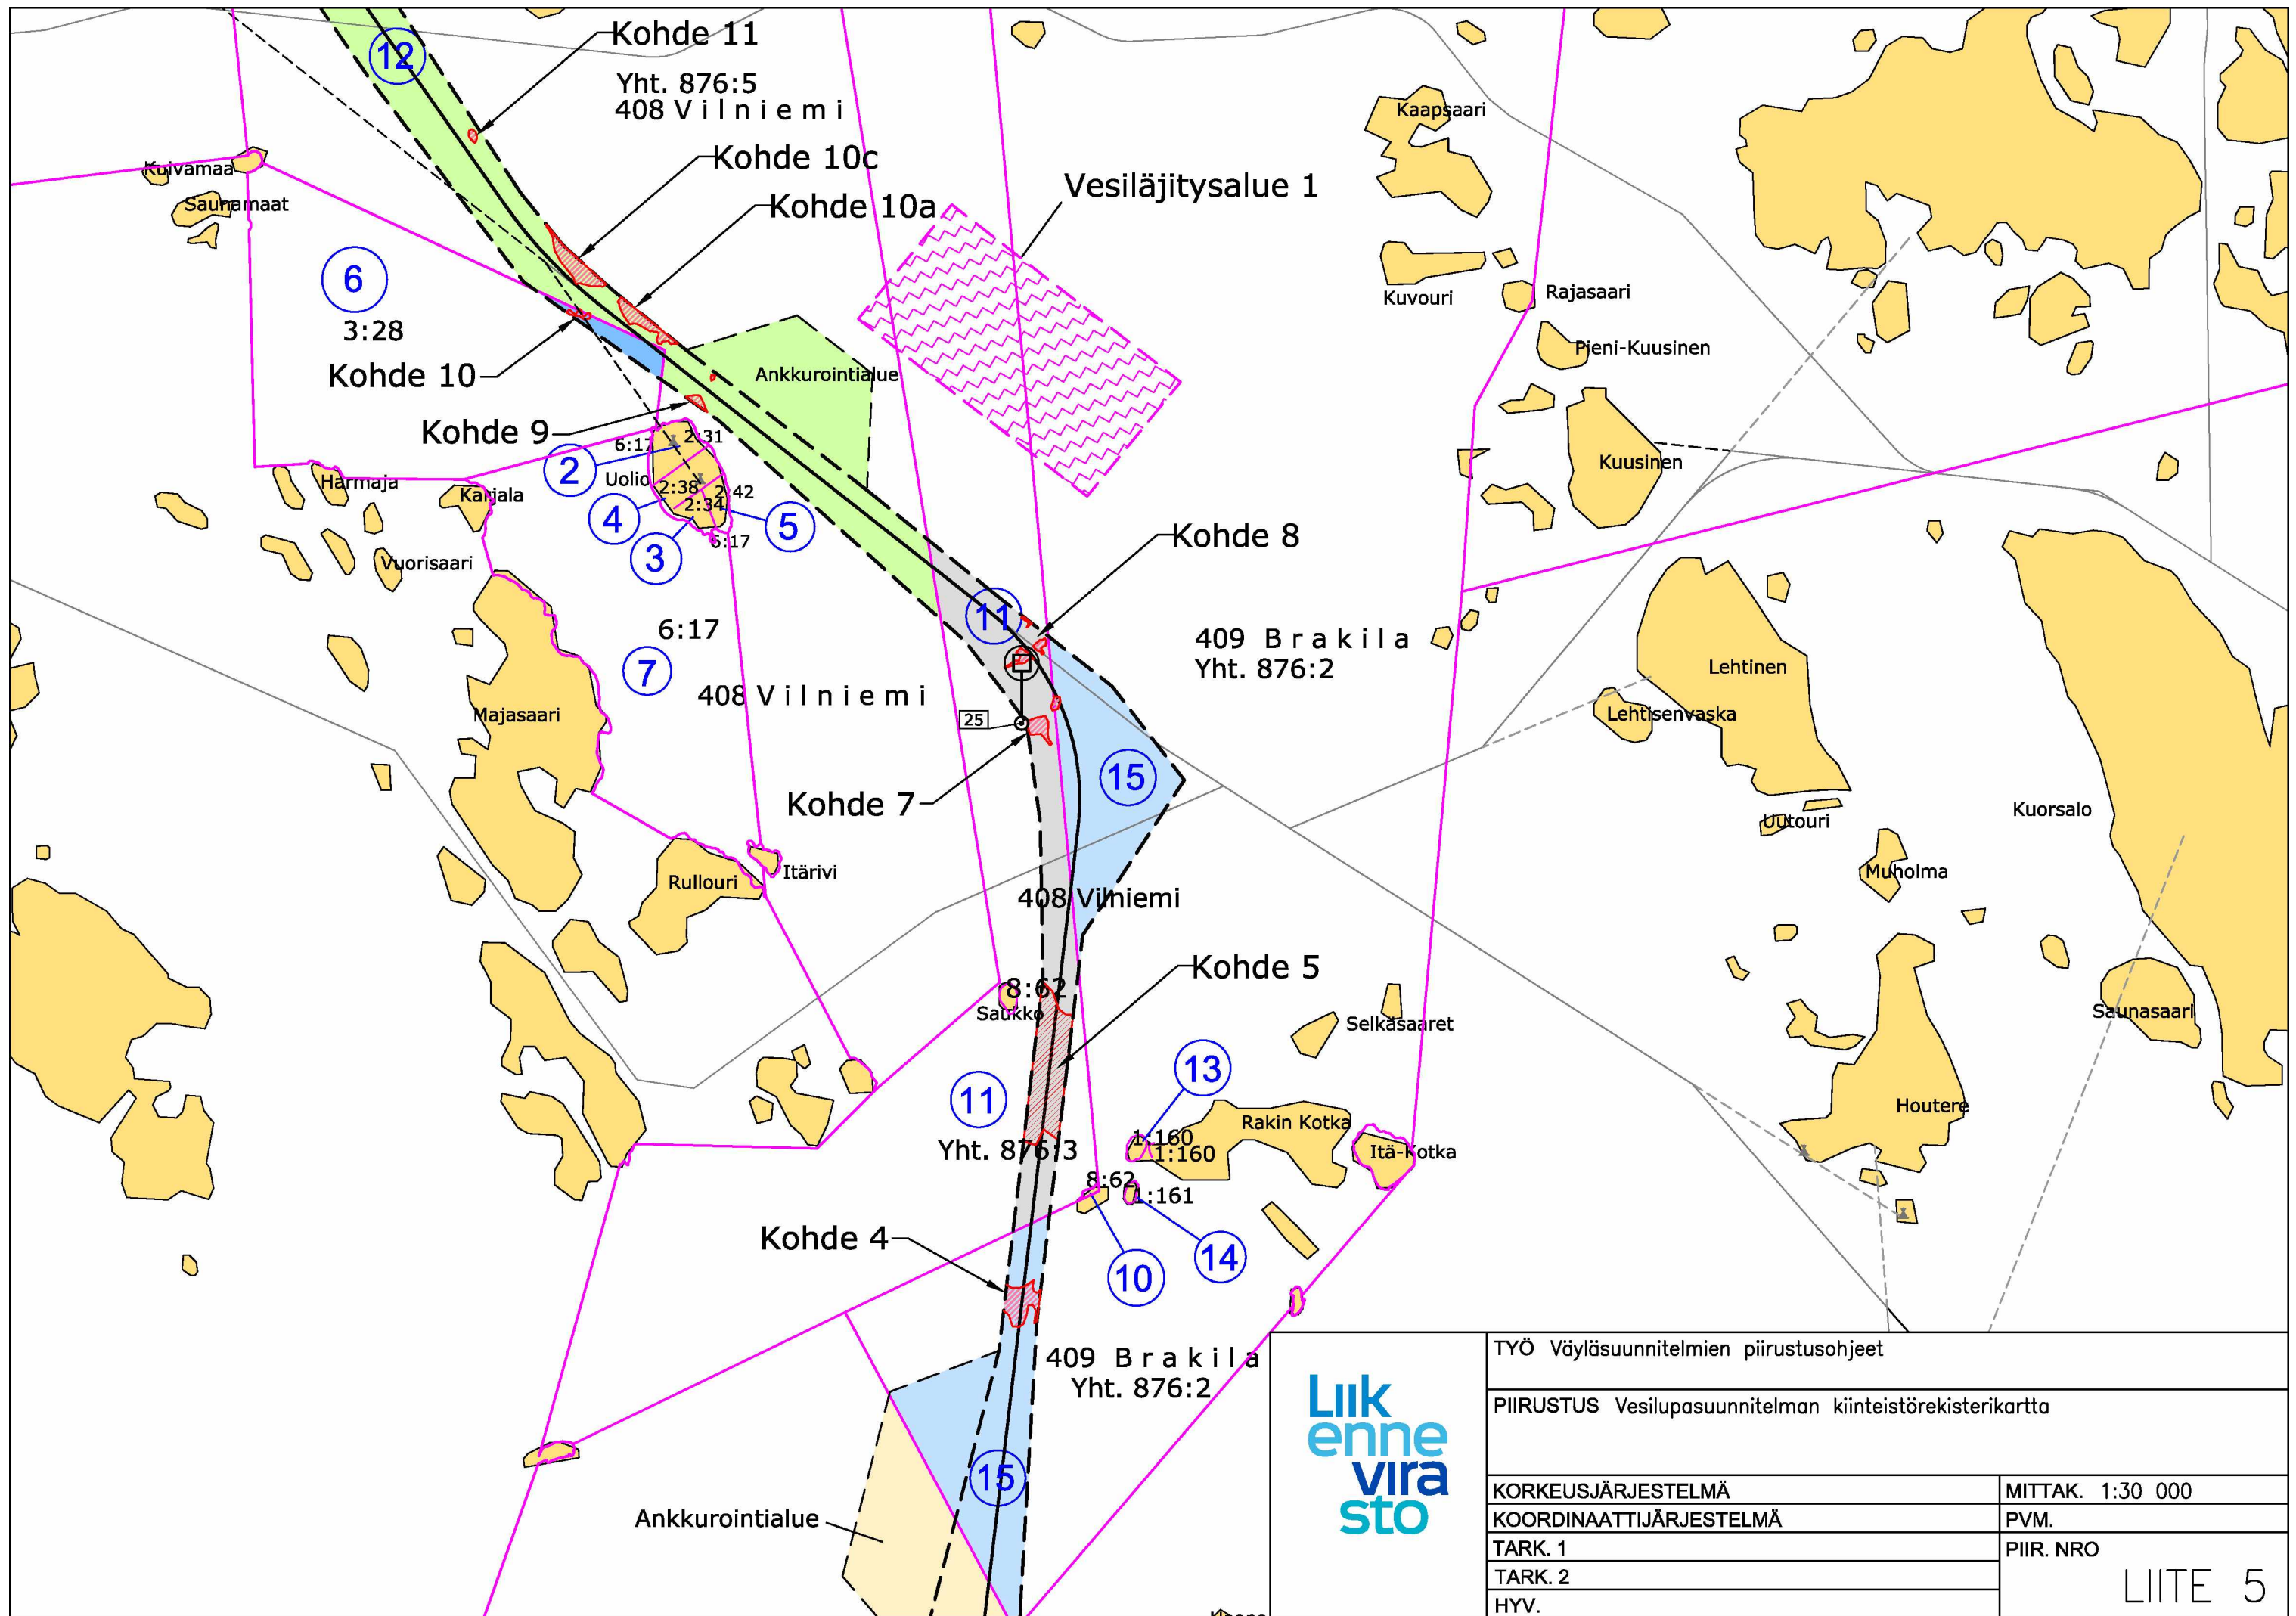 12
Kohde 11
Yht. 876:5
408 Vilniemi
Kohde 10c
Kohde 10a
Vesiläjitysalue 1
Kaapsaari
Kuivamaa
Saunamaat
6
3:28
Kohde 10
Kuvouri
Rajasaari
Pieni-Kuusinen
Ankkurointialue
Kohde 9
6:17
2:31
2
Uolio
2:38
2:42
2:34
4
5
3
6:17
Kuusinen
Harmaja
Karjala
Vuorisaari
Kohde 8
11
6:17
7
408 Vilniemi
409 Brakila
Yht. 876:2
Lehtinen
Lehtisenvaska
Majasaari
25
15
Kohde 7
Uutouri
Kuorsalo
Muholma
Rullouri
Itärivi
408 Vilniemi
Kohde 5
8:62
Saukko
Selkäsaaret
Saunasaari
13
11
Yht. 876:3
1:160
1:160
Rakin Kotka
Itä-Kotka
Houtere
8:62
1:161
Kohde 4
10
14
409 Brakila
Yht. 876:2
15
Ankkurointialue
Liik
enne
vira
sto
TYÖ Väyläsuunnitelmien piirustusohjeet
PIIRUSTUS Vesilupasuunnitelman kiinteistörekisterikartta
KORKEUSJÄRJESTELMÄ
MITTAK. 1:30 000
KOORDINAATTIJÄRJESTELMÄ
PVM.
TARK. 1
PIIR. NRO
LIITE 5
TARK. 2
HYV.